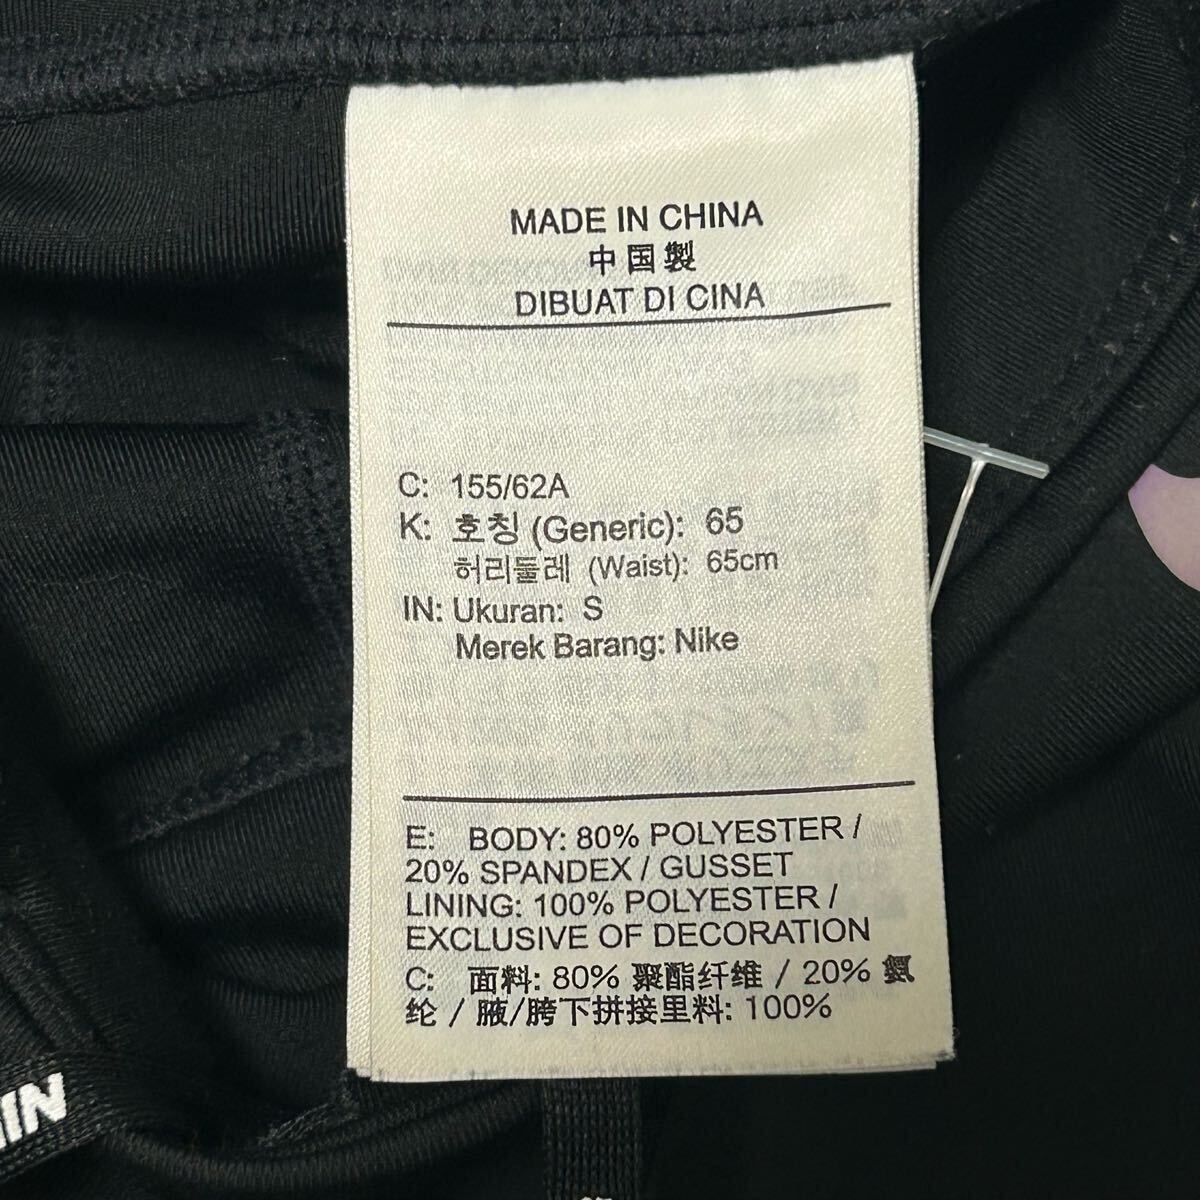 MADE IN CHINA
中国製
DIBUAT DI CINA
C: 155/62A
K: 호칭 (Generic): 65
허리둘레 (Waist): 65cm
IN: Ukuran: S
Merek Barang: Nike
E: BODY: 80% POLYESTER /
20% SPANDEX / GUSSET
LINING: 100% POLYESTER /
EXCLUSIVE OF DECORATION
C: 面料: 80% 聚酯纤维 / 20% 氨
纶 / 腋/胯下拼接里料: 100%